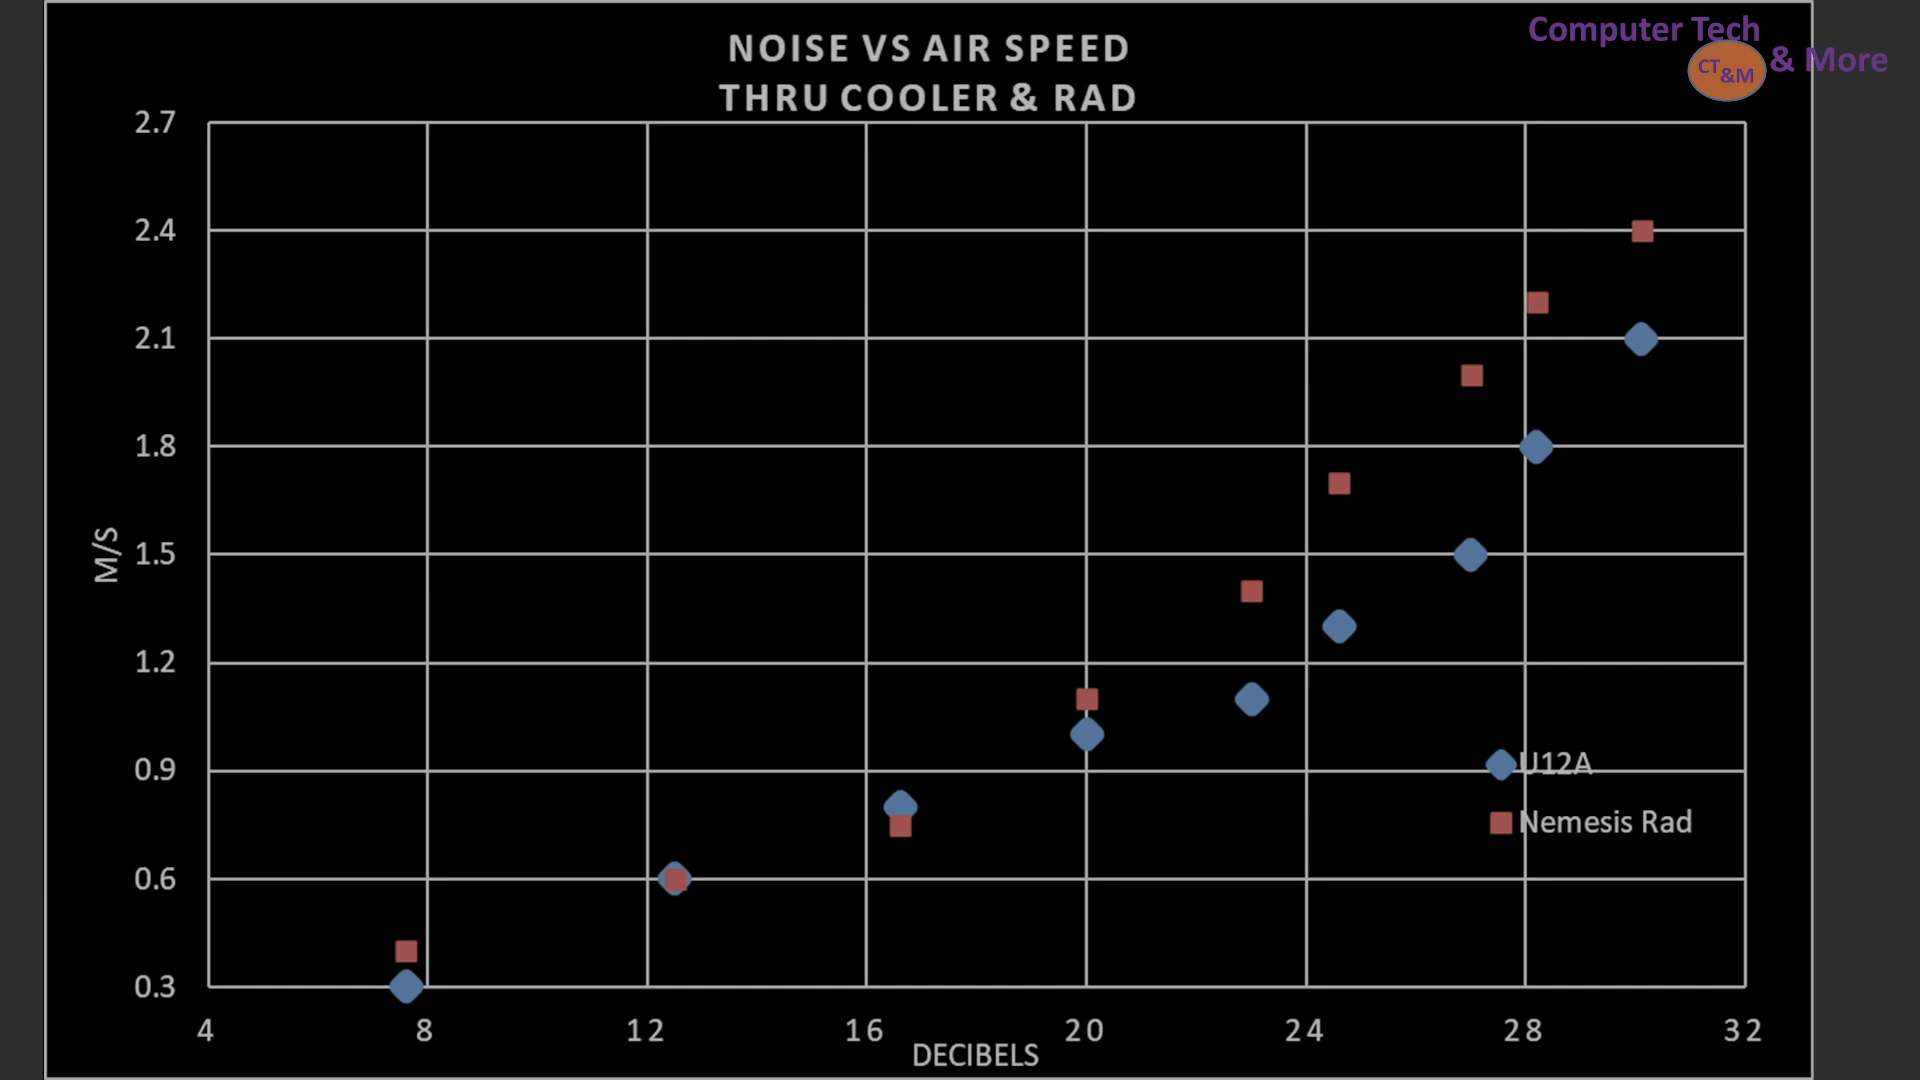 Computer Tech
& More
CT
&M
NOISE VS AIR SPEED
THRU COOLER & RAD
2.7
2.4
2.1
1.8
M/S
1.5
1.2
0.9
0.6
0.3
U12A
Nemesis Rad
4 8 12 16 20 24 28 32
DECIBELS